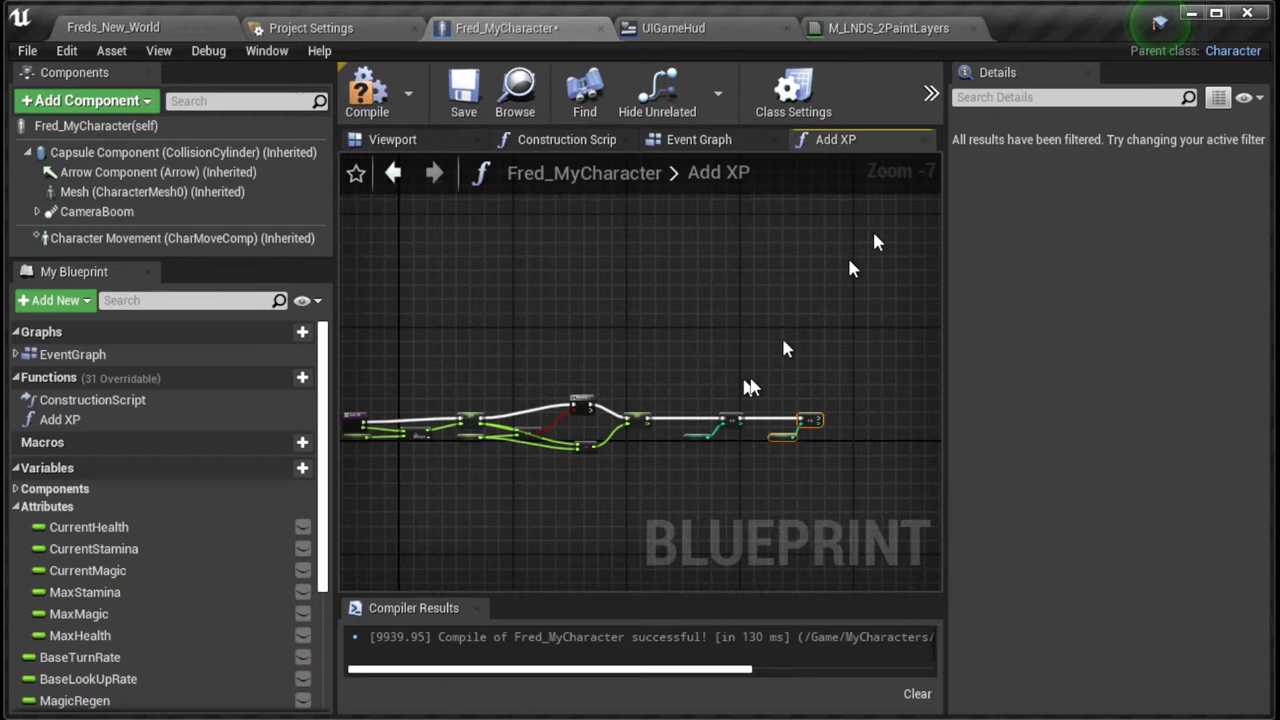 Freds_New_World
Project Settings
Fred_MyCharacter*
UIGameHud
M_LNDS_2PaintLayers
File Edit Asset View Debug Window Help
Parent class: Character
Components
+ Add Component
Search
Fred_MyCharacter(self)
Capsule Component (CollisionCylinder) (Inherited)
Arrow Component (Arrow) (Inherited)
Mesh (CharacterMesh0) (Inherited)
CameraBoom
Character Movement (CharMoveComp) (Inherited)
My Blueprint
+ Add New
Search
Graphs
EventGraph
Functions (31 Overridable)
ConstructionScript
Add XP
Macros
Variables
Components
Attributes
CurrentHealth
CurrentStamina
CurrentMagic
MaxStamina
MaxMagic
MaxHealth
BaseTurnRate
BaseLookUpRate
MagicRegen
Compile
Save
Browse
Find
Hide Unrelated
Class Settings
Viewport
Construction Scrip
Event Graph
Add XP
Fred_MyCharacter > Add XP
Zoom -7
BLUEPRINT
Compiler Results
[9939.95] Compile of Fred_MyCharacter successful! [in 130 ms] (/Game/MyCharacters/
Clear
Details
Search Details
All results have been filtered. Try changing your active filter